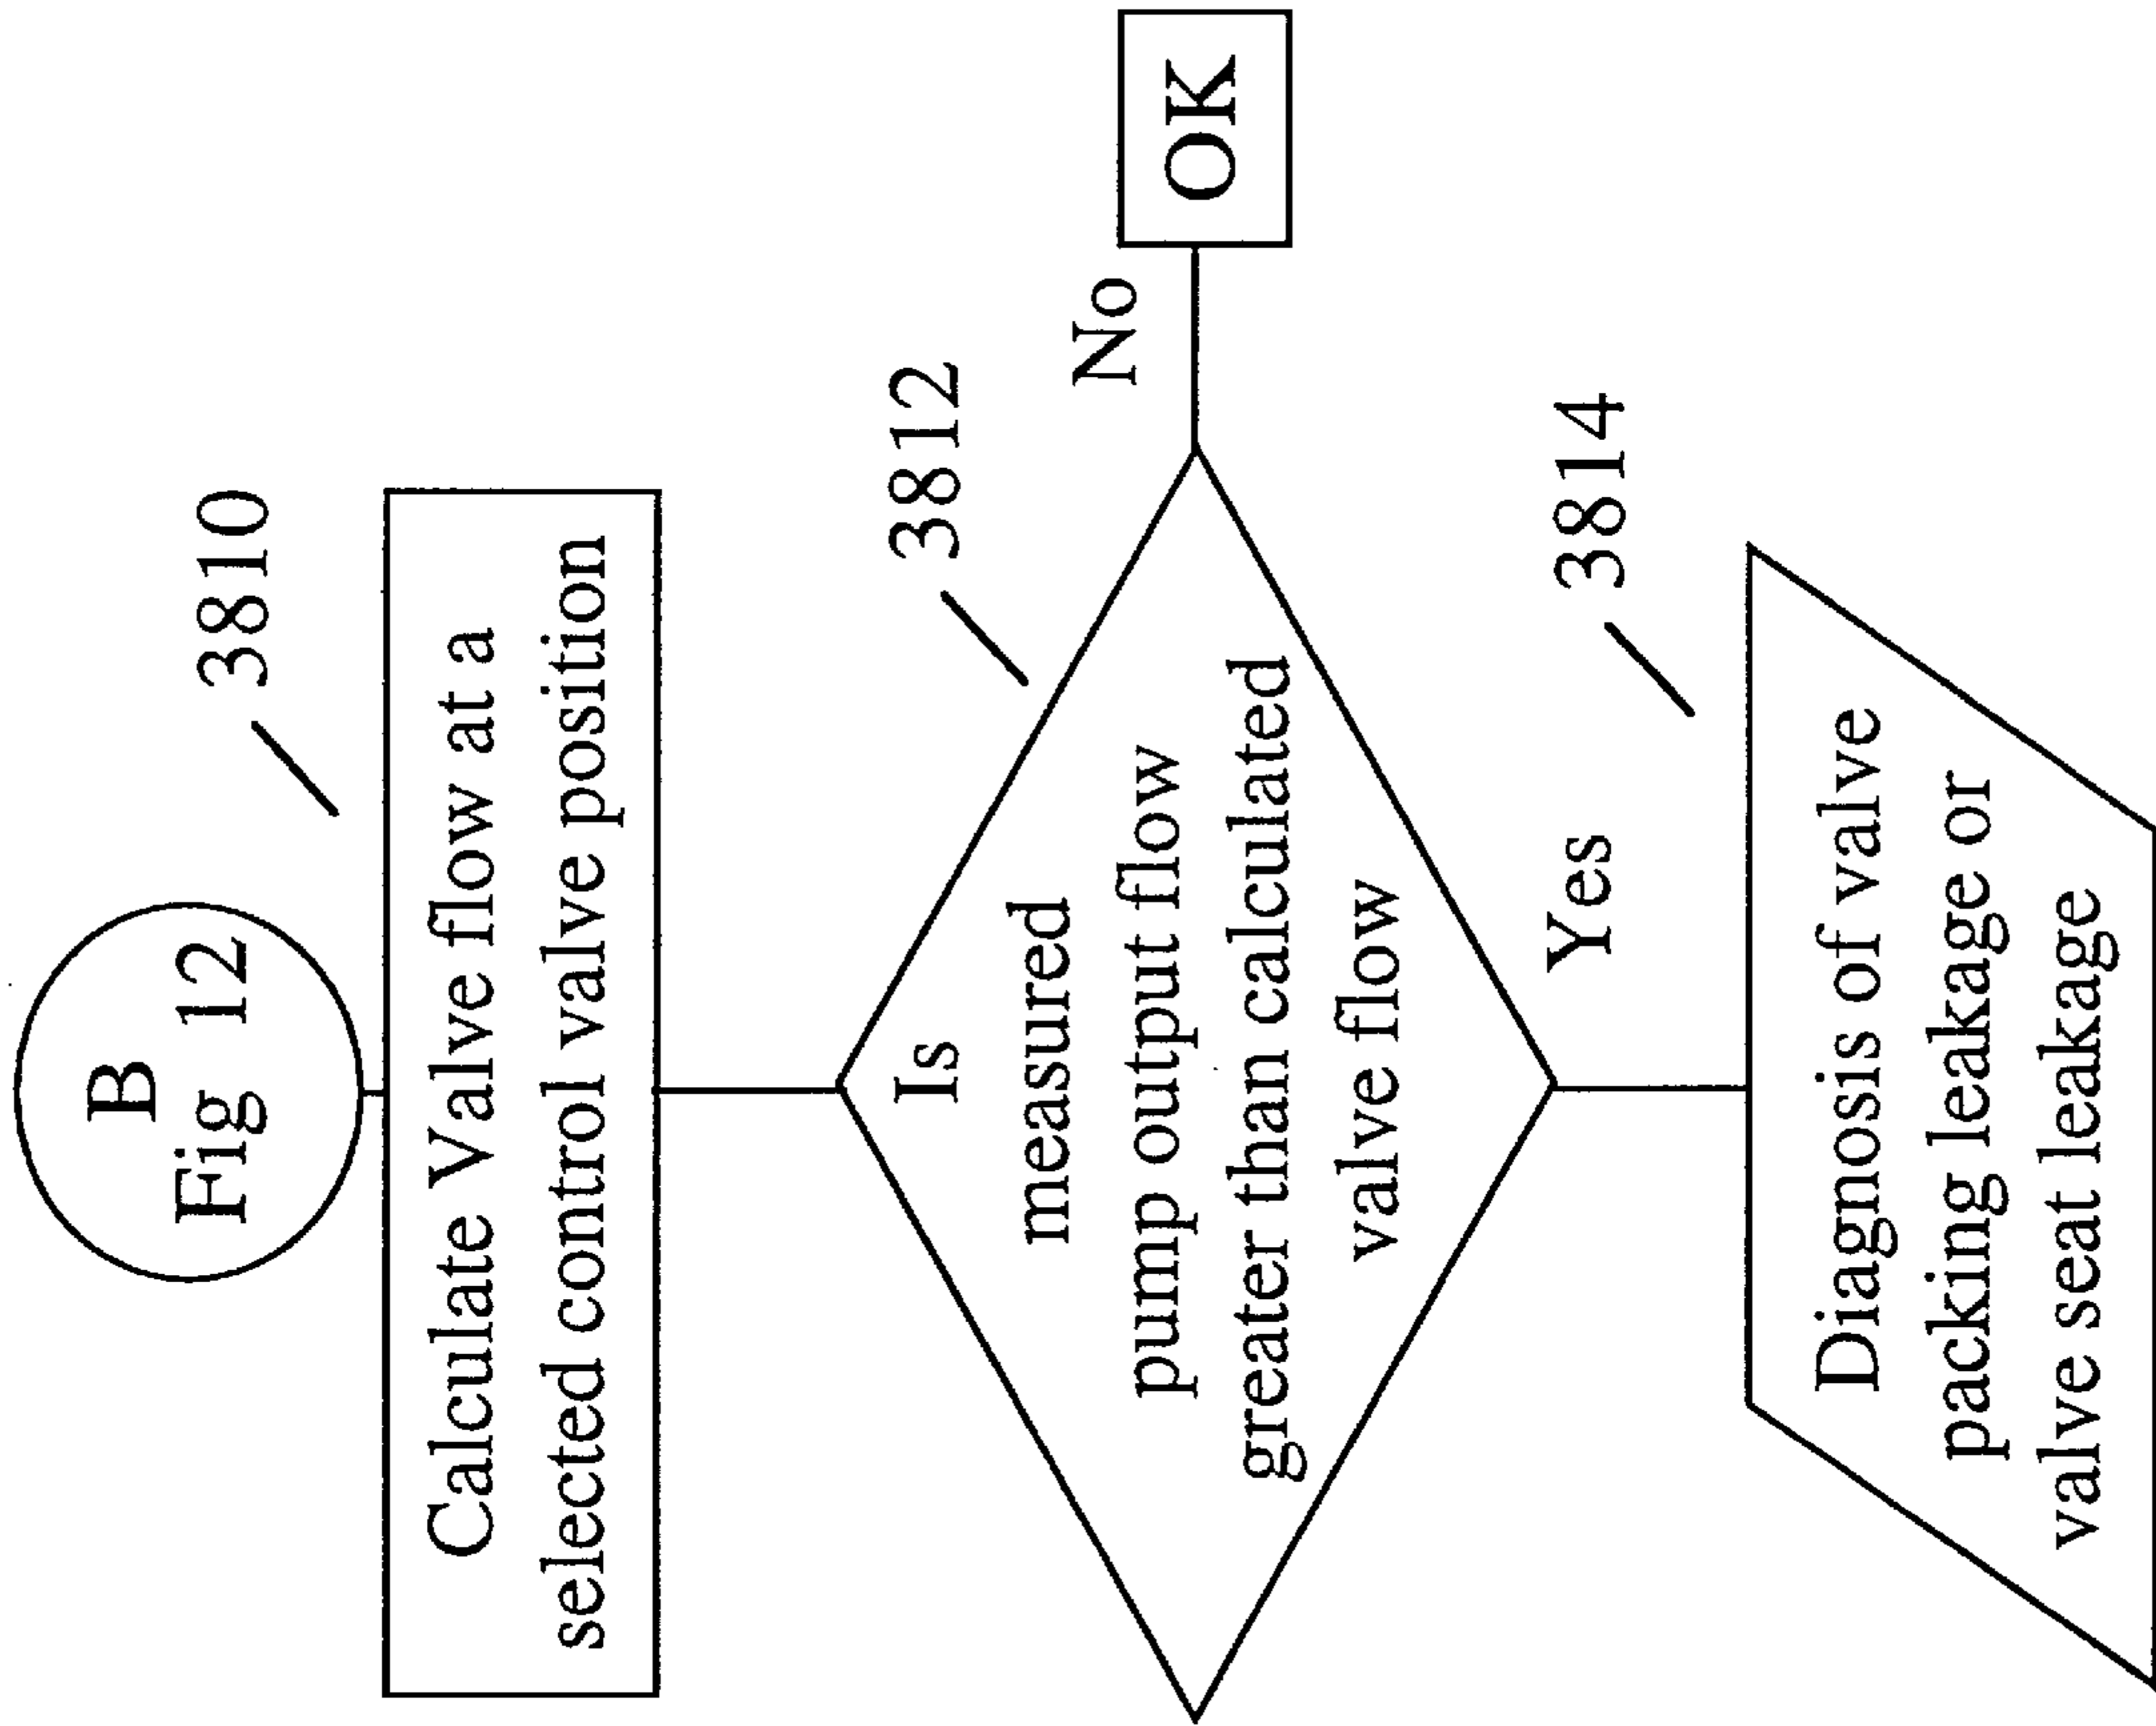 B
Fig 12
3810
Calculate Valve flow at a
selected control valve position
3812
Is
measured
pump output flow
greater than calculated
valve flow
No
OK
Yes
3814
Diagnosis of valve
packing leakage or
valve seat leakage